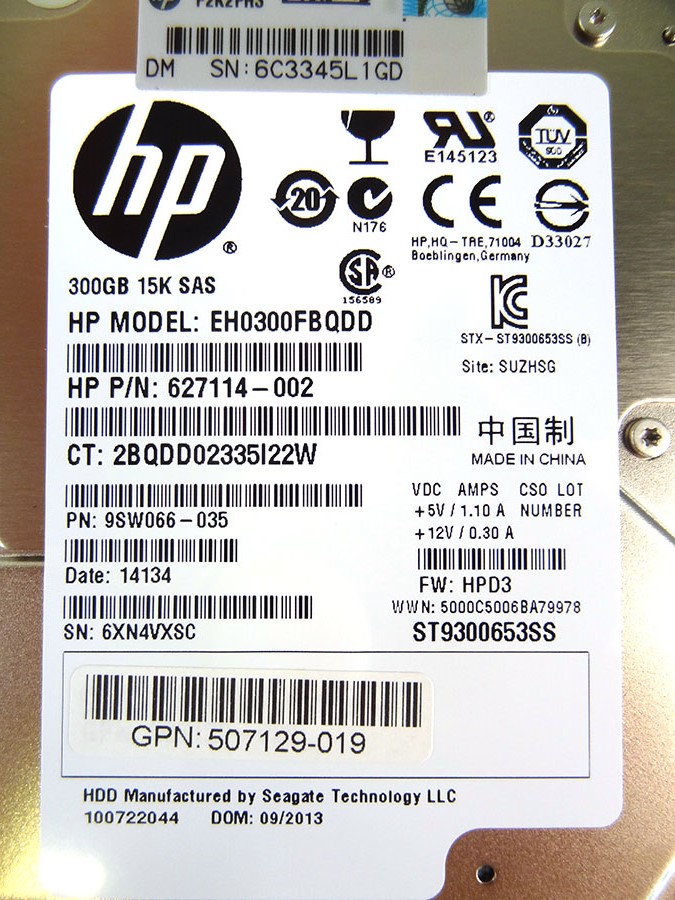 DM SN:6C3345L1GD
hp
E145123
TÜV
20
N176
CE
HP,HQ-TRE,71004 D33027
Boeblingen,Germany
SA
156589
300GB 15K SAS
HP MODEL: EH0300FBQDD
STX-ST9300653SS (B)
Site: SUZHSG
HP P/N: 627114-002
中国制
MADE IN CHINA
CT: 2BQDD02335I22W
VDC AMPS CSO LOT
+5V / 1.10 A NUMBER
+12V / 0.30 A
PN: 9SW066-035
Date: 14134
FW: HPD3
WWN: 5000C5006BA79978
SN: 6XN4VXSC
ST9300653SS
GPN: 507129-019
HDD Manufactured by Seagate Technology LLC
100722044 DOM: 09/2013